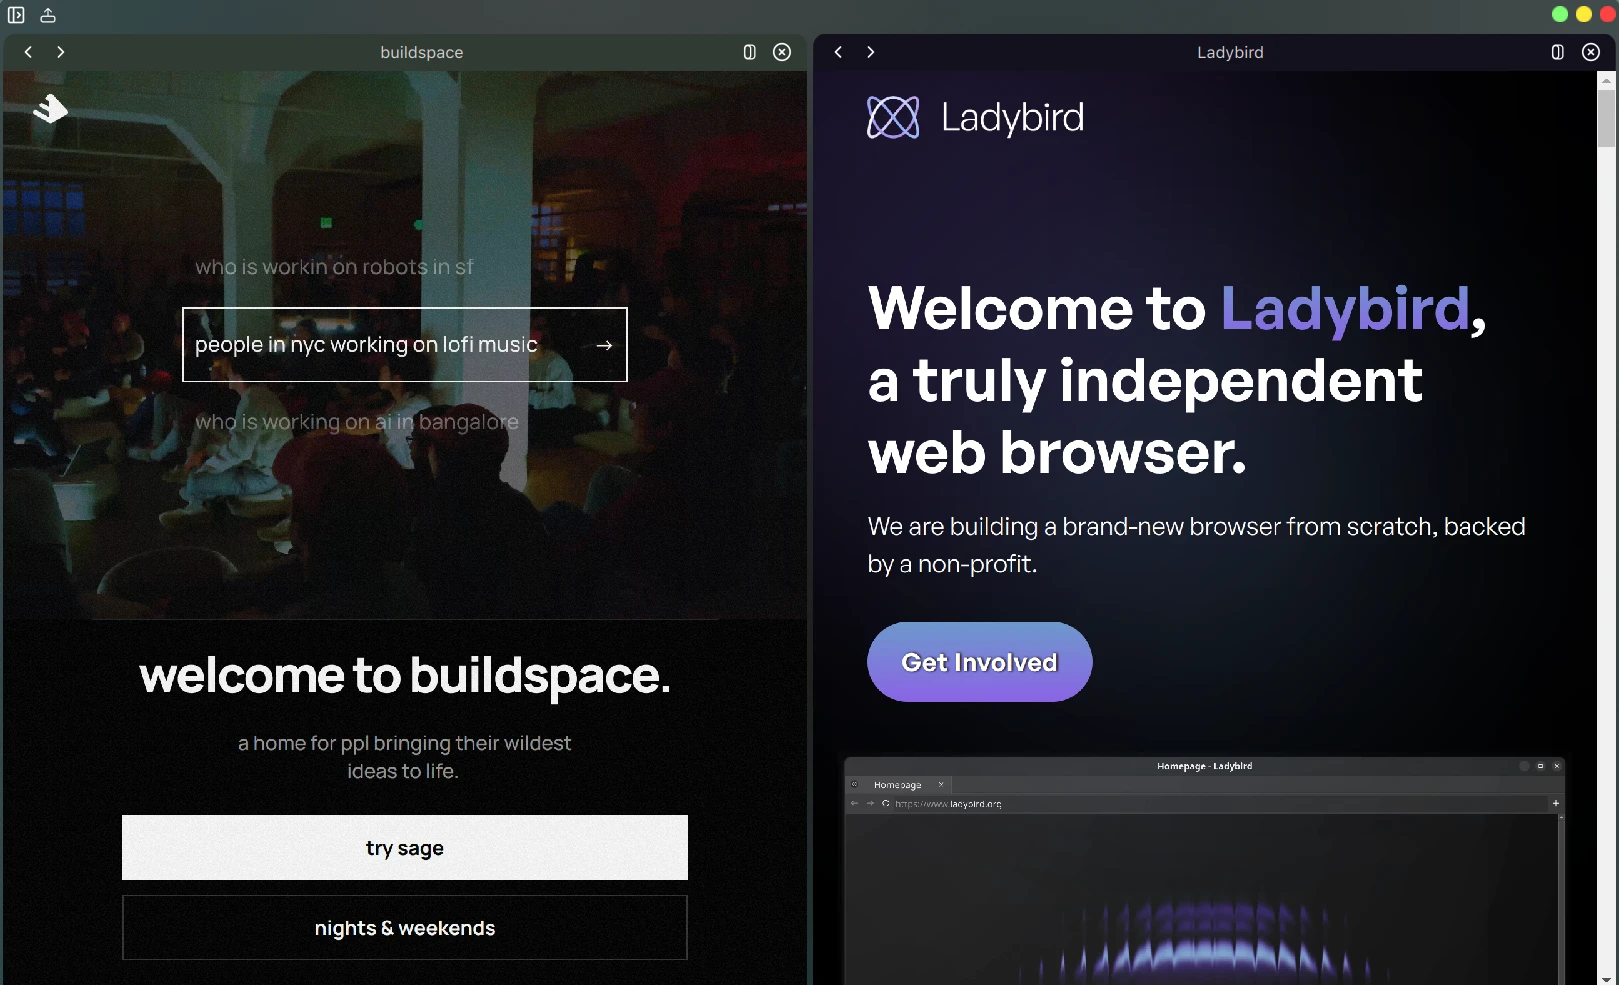 buildspace
who is workin on robots in sf
people in nyc working on lofi music →
who is working on ai in bangalore
welcome to buildspace.
a home for ppl bringing their wildest
ideas to life.
try sage
nights & weekends
Ladybird
Ladybird
Welcome to Ladybird,
a truly independent
web browser.
We are building a brand-new browser from scratch, backed
by a non-profit.
Get Involved
Homepage - Ladybird
Homepage
https://www.ladybird.org